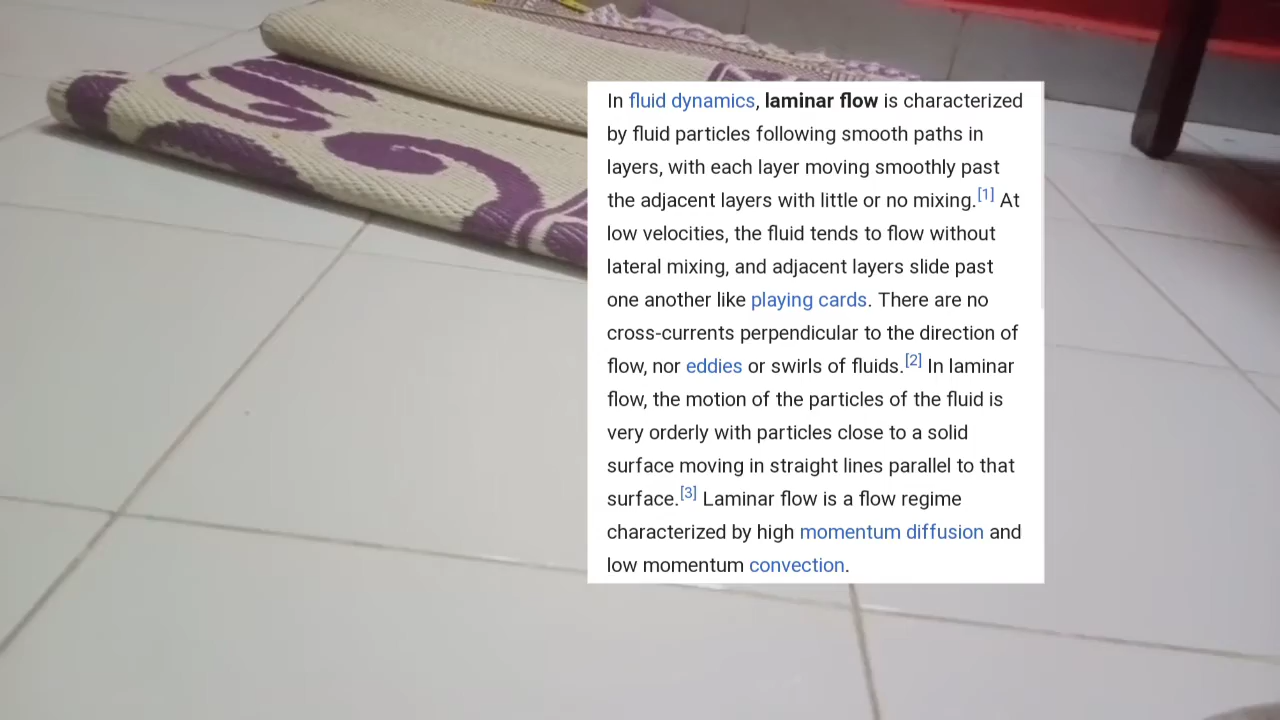 In fluid dynamics, laminar flow is characterized
by fluid particles following smooth paths in
layers, with each layer moving smoothly past
the adjacent layers with little or no mixing.[1] At
low velocities, the fluid tends to flow without
lateral mixing, and adjacent layers slide past
one another like playing cards. There are no
cross-currents perpendicular to the direction of
flow, nor eddies or swirls of fluids.[2] In laminar
flow, the motion of the particles of the fluid is
very orderly with particles close to a solid
surface moving in straight lines parallel to that
surface.[3] Laminar flow is a flow regime
characterized by high momentum diffusion and
low momentum convection.